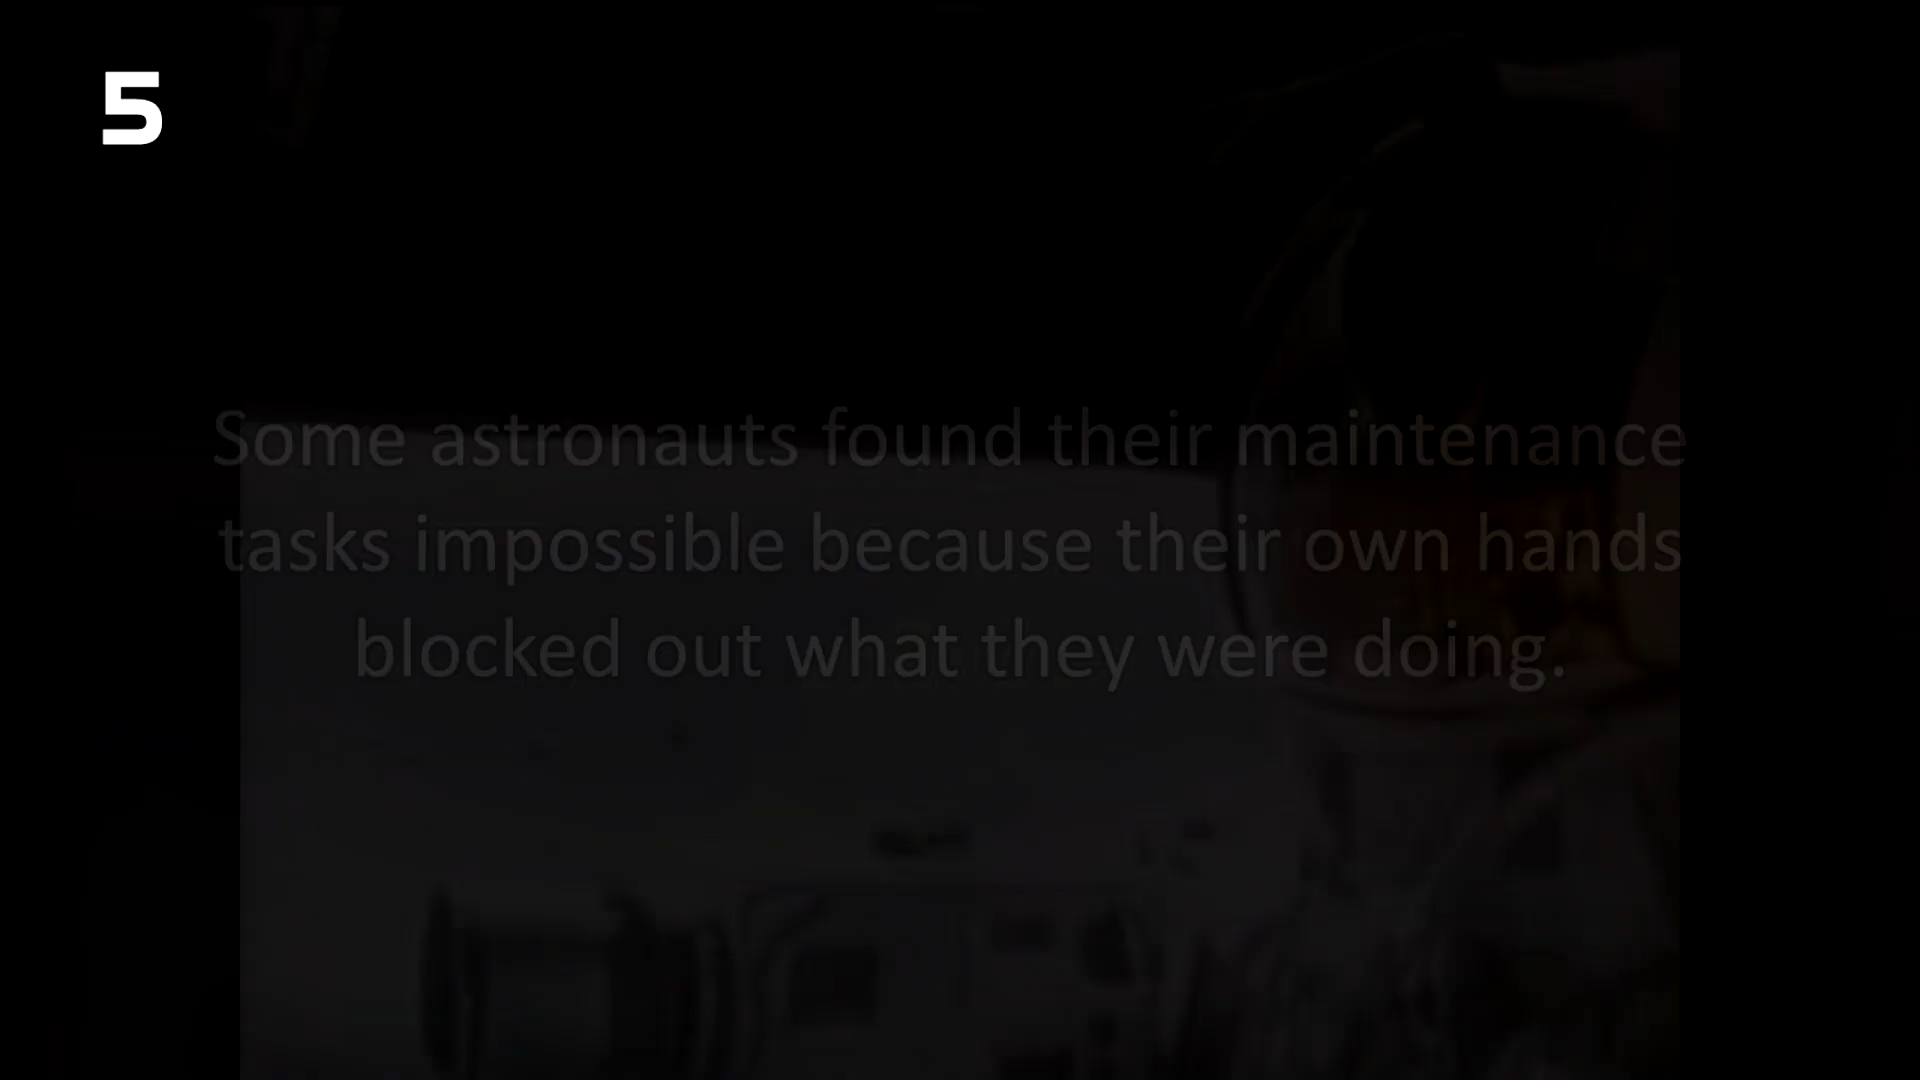 5
Some astronauts found their maintenance
tasks impossible because their own hands
blocked out what they were doing.